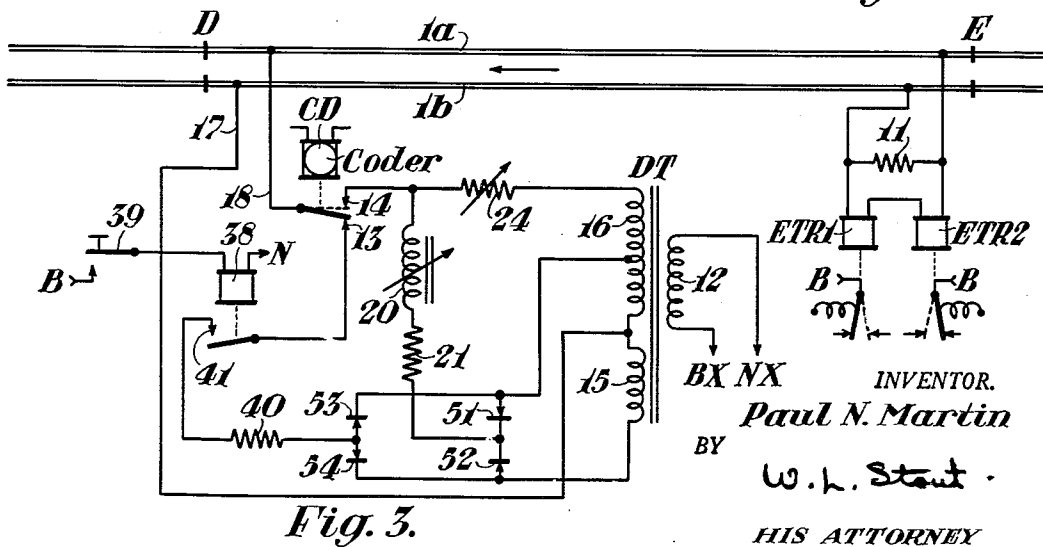 D
1a
E
1b
17
CD
Coder
11
DT
18
14
24
16
13
39
38
N
ETR1
ETR2
B
20
12
B
B
41
21
BX NX
15
INVENTOR.
53
51
Paul N. Martin
40
BY
54
52
W. L. Stout.
Fig. 3.
HIS ATTORNEY